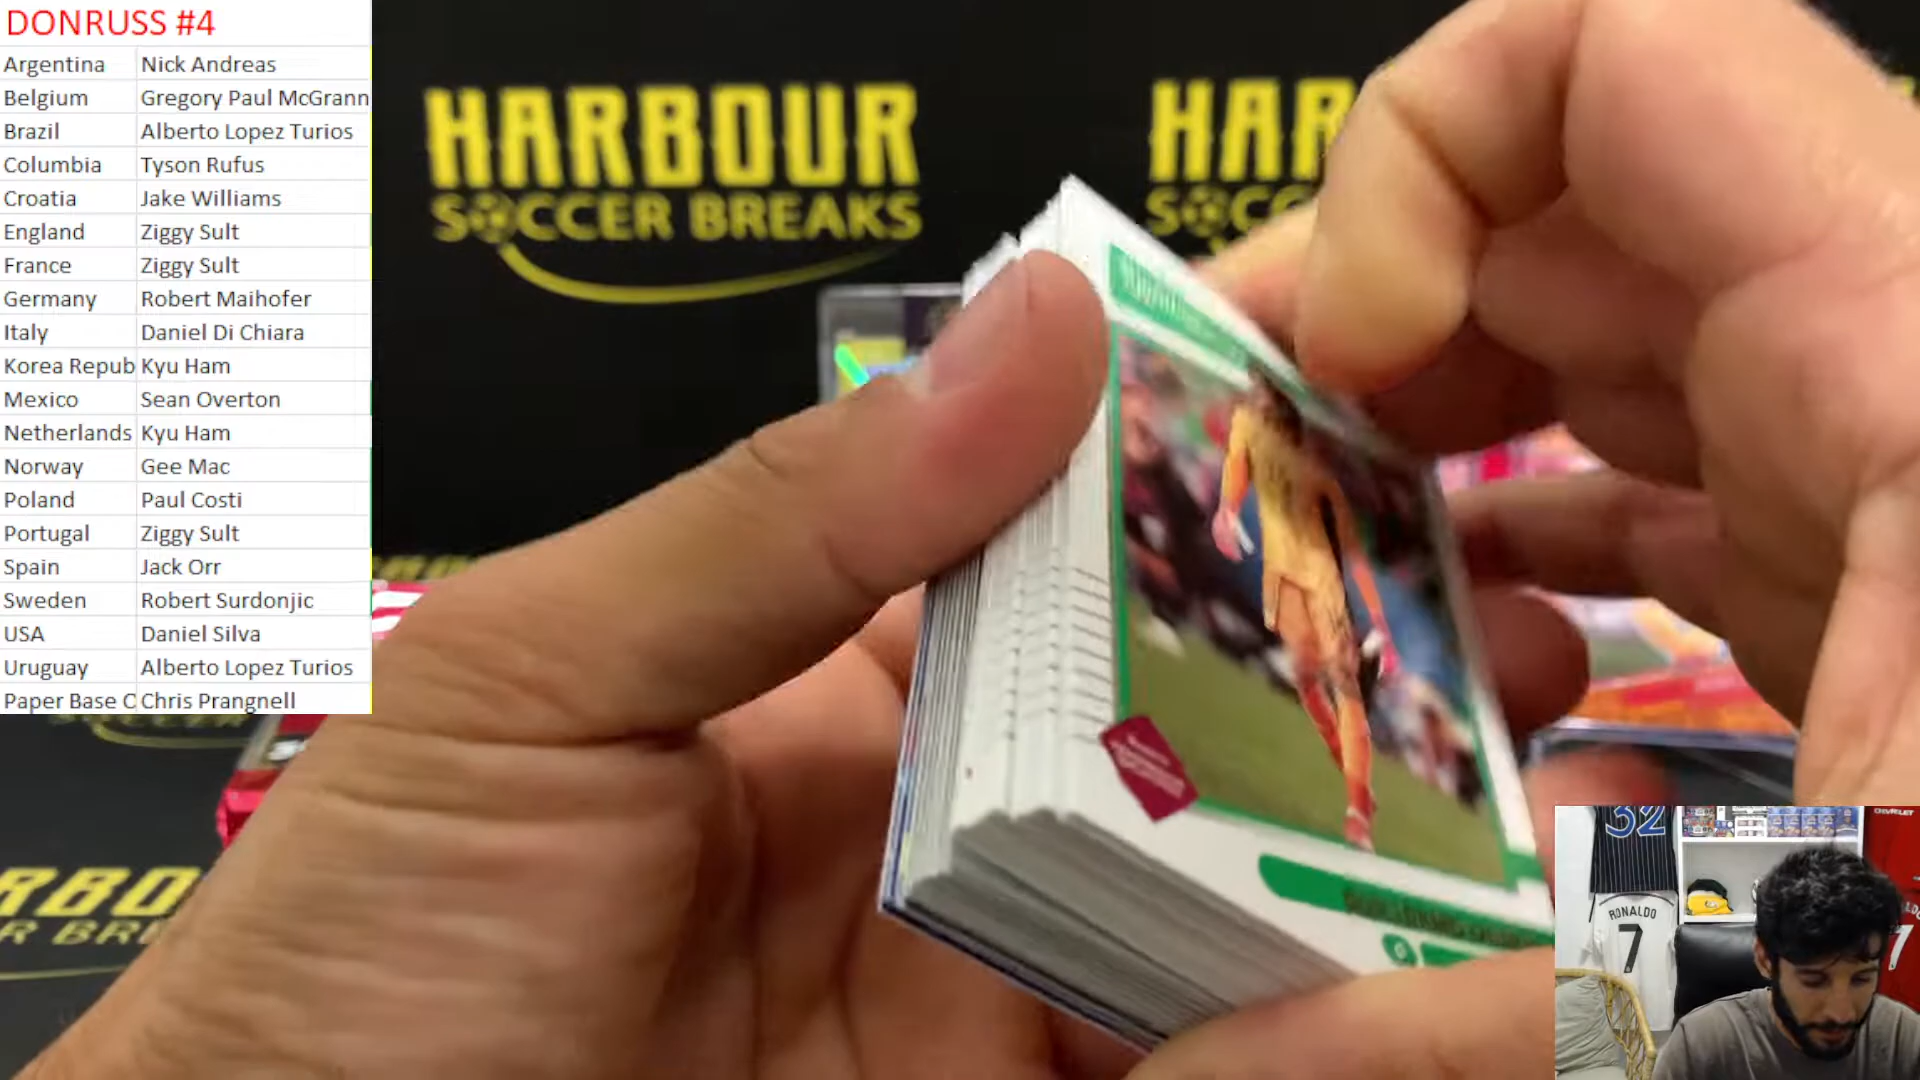 DONRUSS #4
Argentina Nick Andreas
Belgium Gregory Paul McGrann
Brazil Alberto Lopez Turios
Columbia Tyson Rufus
Croatia Jake Williams
England Ziggy Sult
France Ziggy Sult
Germany Robert Maihofer
Italy Daniel Di Chiara
Korea Repub Kyu Ham
Mexico Sean Overton
Netherlands Kyu Ham
Norway Gee Mac
Poland Paul Costi
Portugal Ziggy Sult
Spain Jack Orr
Sweden Robert Surdonjic
USA Daniel Silva
Uruguay Alberto Lopez Turios
Paper Base C Chris Prangnell
HARBOUR
SOCCER BREAKS
HAR
SOCC
RBO
R BR
32
CHEVROLET
RONALDO
7
7